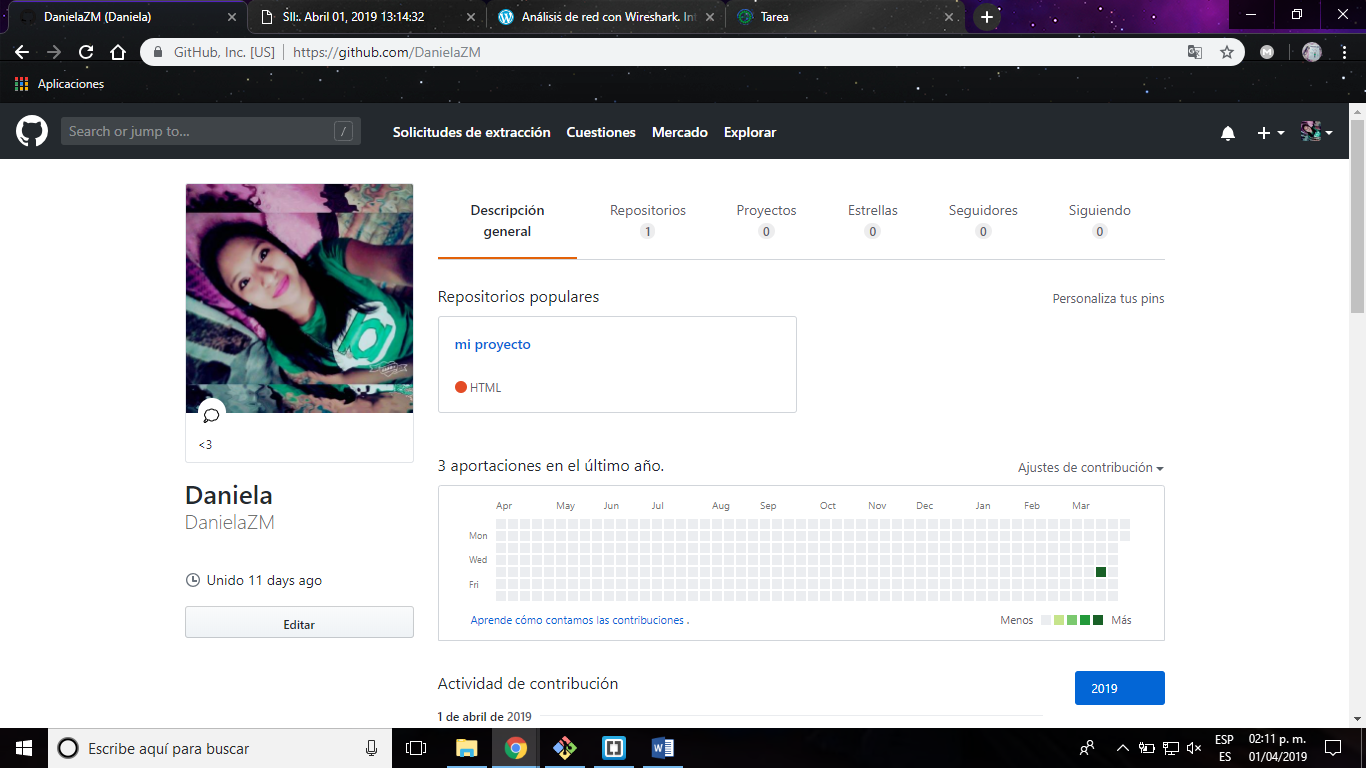 DanielaZM (Daniela)
Sll:. Abril 01, 2019 13:14:32
Análisis de red con Wireshark. Int
Tarea
GitHub, Inc. [US] | https://github.com/DanielaZM
M
Aplicaciones
Search or jump to... /
Solicitudes de extracción Cuestiones Mercado Explorar
Descripción general
Repositorios 1
Proyectos 0
Estrellas 0
Seguidores 0
Siguiendo 0
Repositorios populares
Personaliza tus pins
mi proyecto
HTML
<3
Daniela
DanielaZM
Unido 11 days ago
Editar
3 aportaciones en el último año.
Ajustes de contribución
Apr May Jun Jul Aug Sep Oct Nov Dec Jan Feb Mar
Mon
Wed
Fri
Aprende cómo contamos las contribuciones .
Menos Más
Actividad de contribución
2019
1 de abril de 2019
Escribe aquí para buscar
ESP
ES
02:11 p. m.
01/04/2019